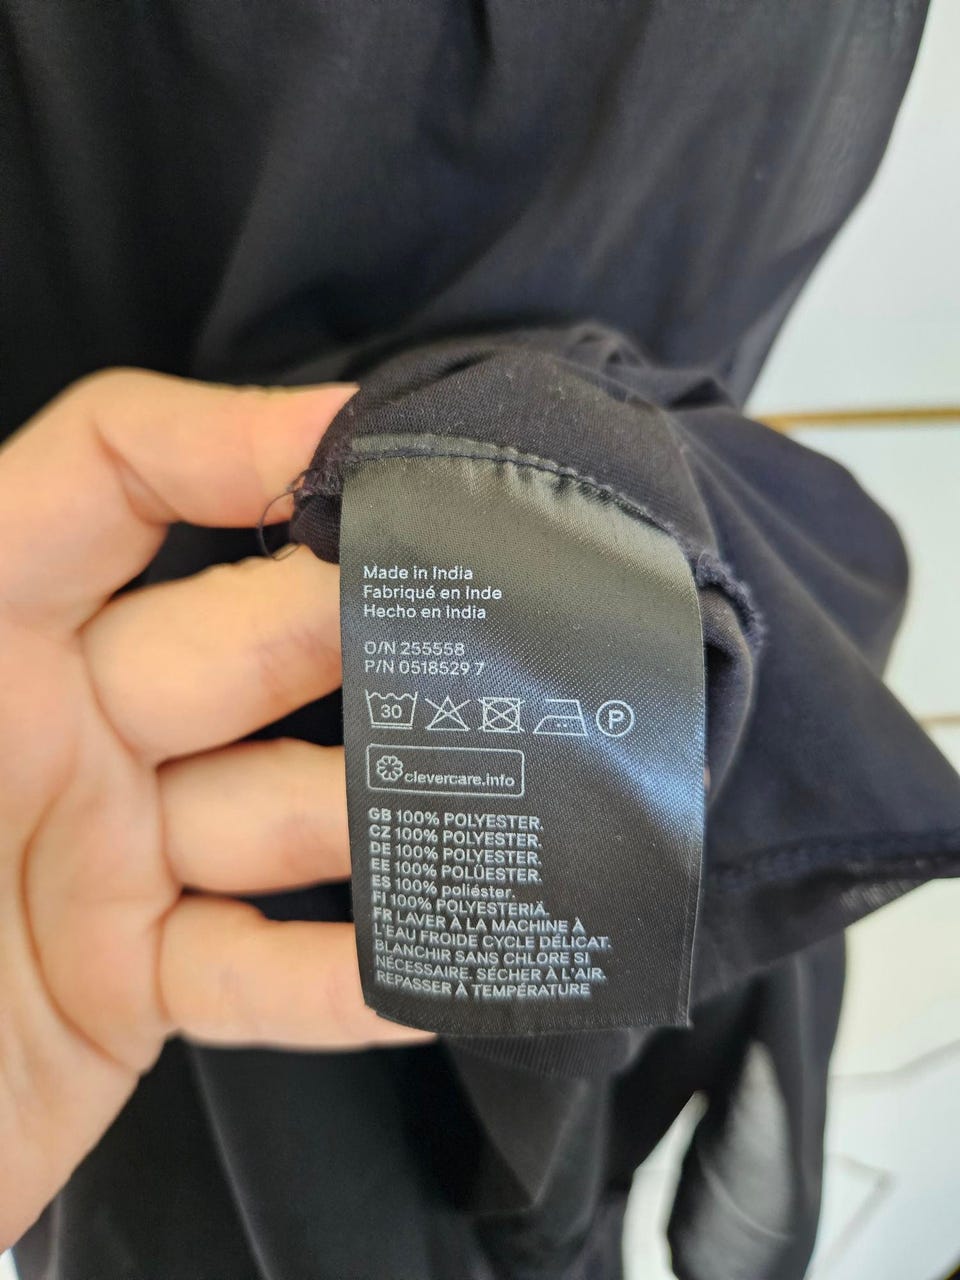 Made in India
Fabriqué en Inde
Hecho en India
O/N 255558
P/N 0518529 7
30 P
clevercare.info
GB 100% POLYESTER.
CZ 100% POLYESTER.
DE 100% POLYESTER.
EE 100% POLÜESTER.
ES 100% poliéster.
FI 100% POLYESTERIÄ.
FR LAVER À LA MACHINE À
L'EAU FROIDE CYCLE DÉLICAT.
BLANCHIR SANS CHLORE SI
NÉCESSAIRE. SÉCHER À L'AIR.
REPASSER À TEMPÉRATURE